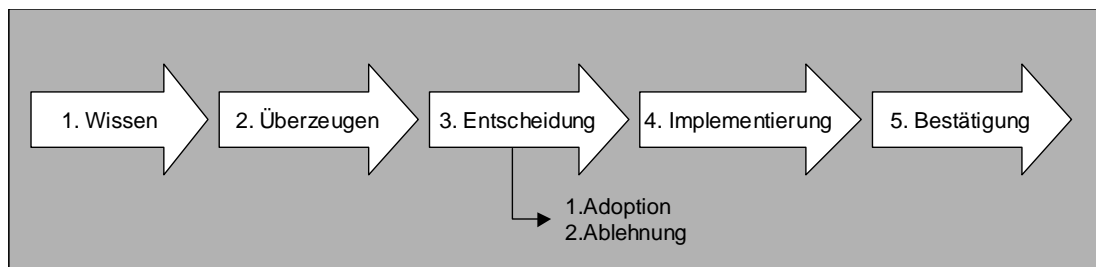 1. Wissen
2. Überzeugen
3. Entscheidung
4. Implementierung
5. Bestätigung
1.Adoption
2.Ablehnung